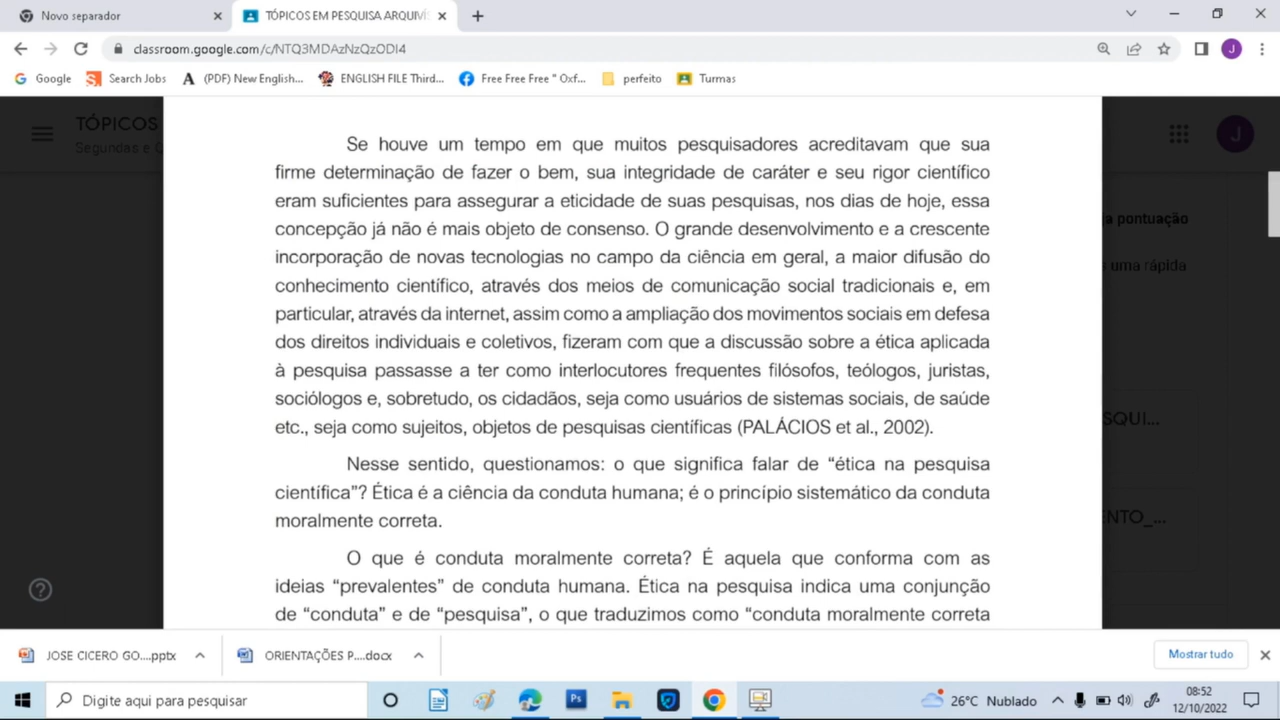 Novo separador
TÓPICOS EM PESQUISA ARQUIVÍS
classroom.google.com/c/NTQ3MDAzNzQzODI4
J
Google
Search Jobs
(PDF) New English...
ENGLISH FILE Third...
Free Free Free " Oxf...
perfeito
Turmas
TÓPICOS
Segundas e Q
J
Se houve um tempo em que muitos pesquisadores acreditavam que sua
firme determinação de fazer o bem, sua integridade de caráter e seu rigor científico
eram suficientes para assegurar a eticidade de suas pesquisas, nos dias de hoje, essa
concepção já não é mais objeto de consenso. O grande desenvolvimento e a crescente
incorporação de novas tecnologias no campo da ciência em geral, a maior difusão do
conhecimento científico, através dos meios de comunicação social tradicionais e, em
particular, através da internet, assim como a ampliação dos movimentos sociais em defesa
dos direitos individuais e coletivos, fizeram com que a discussão sobre a ética aplicada
à pesquisa passasse a ter como interlocutores frequentes filósofos, teólogos, juristas,
sociólogos e, sobretudo, os cidadãos, seja como usuários de sistemas sociais, de saúde
etc., seja como sujeitos, objetos de pesquisas científicas (PALÁCIOS et al., 2002).
Nesse sentido, questionamos: o que significa falar de “ética na pesquisa
científica”? Ética é a ciência da conduta humana; é o princípio sistemático da conduta
moralmente correta.
O que é conduta moralmente correta? É aquela que conforma com as
ideias “prevalentes” de conduta humana. Ética na pesquisa indica uma conjunção
de “conduta” e de “pesquisa”, o que traduzimos como “conduta moralmente correta
a pontuação
e uma rápida
SQUI...
NTO_...
JOSE CICERO GO....pptx
ORIENTAÇÕES P....docx
Mostrar tudo
Digite aqui para pesquisar
Ps
26°C Nublado
08:52
12/10/2022